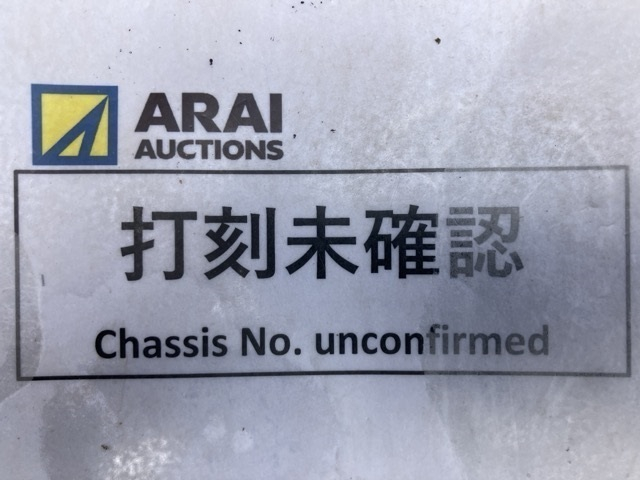 ARAI
AUCTIONS
打刻未確認
Chassis No. unconfirmed